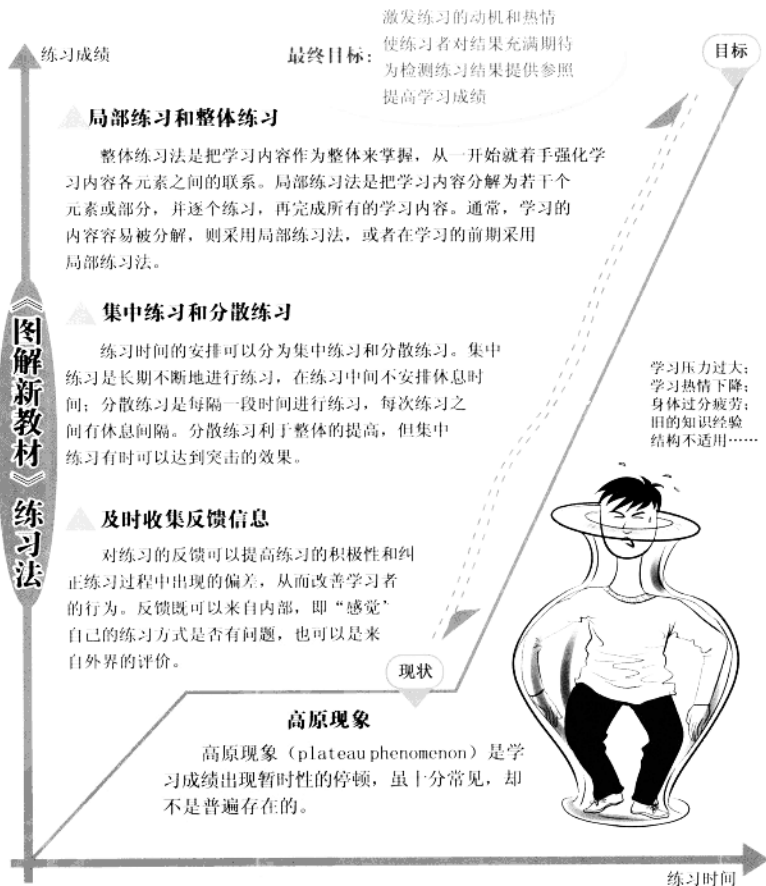 练习成绩
最终目标：
激发练习的动机和热情
使练习者对结果充满期待
为检测练习结果提供参照
提高学习成绩
目标
局部练习和整体练习
整体练习法是把学习内容作为整体来掌握，从一开始就着手强化学
习内容各元素之间的联系。局部练习法是把学习内容分解为若干个
元素或部分，并逐个练习，再完成所有的学习内容。通常，学习的
内容容易被分解，则采用局部练习法，或者在学习的前期采用
局部练习法。
集中练习和分散练习
练习时间的安排可以分为集中练习和分散练习。集中
练习是长期不断地进行练习，在练习中间不安排休息时
间；分散练习是每隔一段时间进行练习，每次练习之
间有休息间隔。分散练习利于整体的提高，但集中
练习有时可以达到突击的效果。
及时收集反馈信息
对练习的反馈可以提高练习的积极性和纠
正练习过程中出现的偏差，从而改善学习者
的行为。反馈既可以来自内部，即“感觉’
自己的练习方式是否有问题，也可以是来
自外界的评价。
《图解新教材》练习法
学习压力过大；
学习热情下降；
身体过分疲劳；
旧的知识经验
结构不适用……
现状
高原现象
高原现象（plateau phenomenon）是学
习成绩出现暂时性的停顿，虽十分常见，却
不是普遍存在的。
练习时间